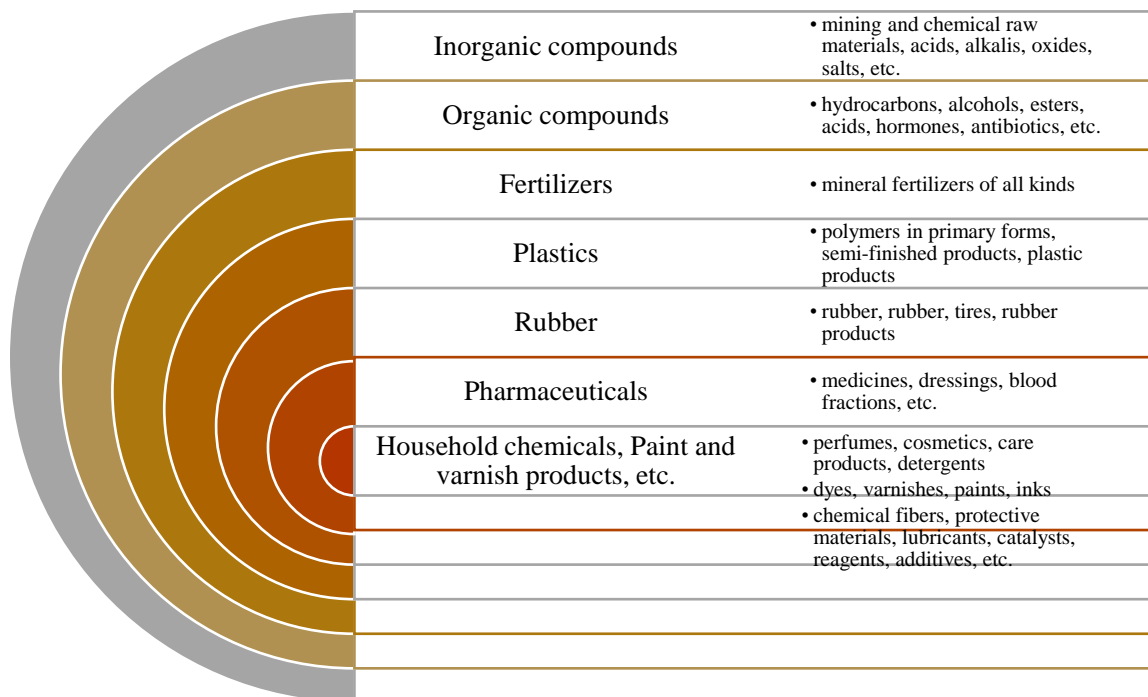 Inorganic compounds
• mining and chemical raw
materials, acids, alkalis, oxides,
salts, etc.
Organic compounds
• hydrocarbons, alcohols, esters,
acids, hormones, antibiotics, etc.
Fertilizers
• mineral fertilizers of all kinds
Plastics
• polymers in primary forms,
semi-finished products, plastic
products
Rubber
• rubber, rubber, tires, rubber
products
Pharmaceuticals
• medicines, dressings, blood
fractions, etc.
Household chemicals, Paint and
varnish products, etc.
• perfumes, cosmetics, care
products, detergents
• dyes, varnishes, paints, inks
• chemical fibers, protective
materials, lubricants, catalysts,
reagents, additives, etc.